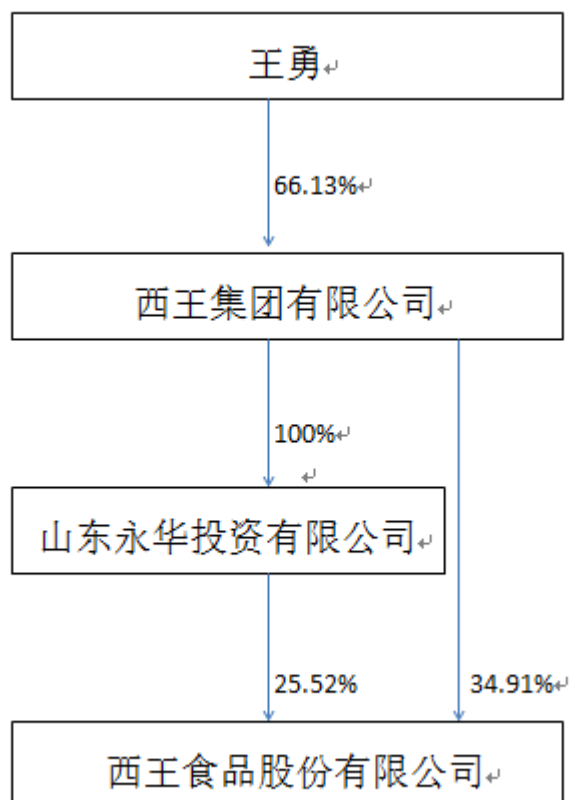 王勇
66.13%
西王集团有限公司
100%
山东永华投资有限公司
25.52%
34.91%
西王食品股份有限公司